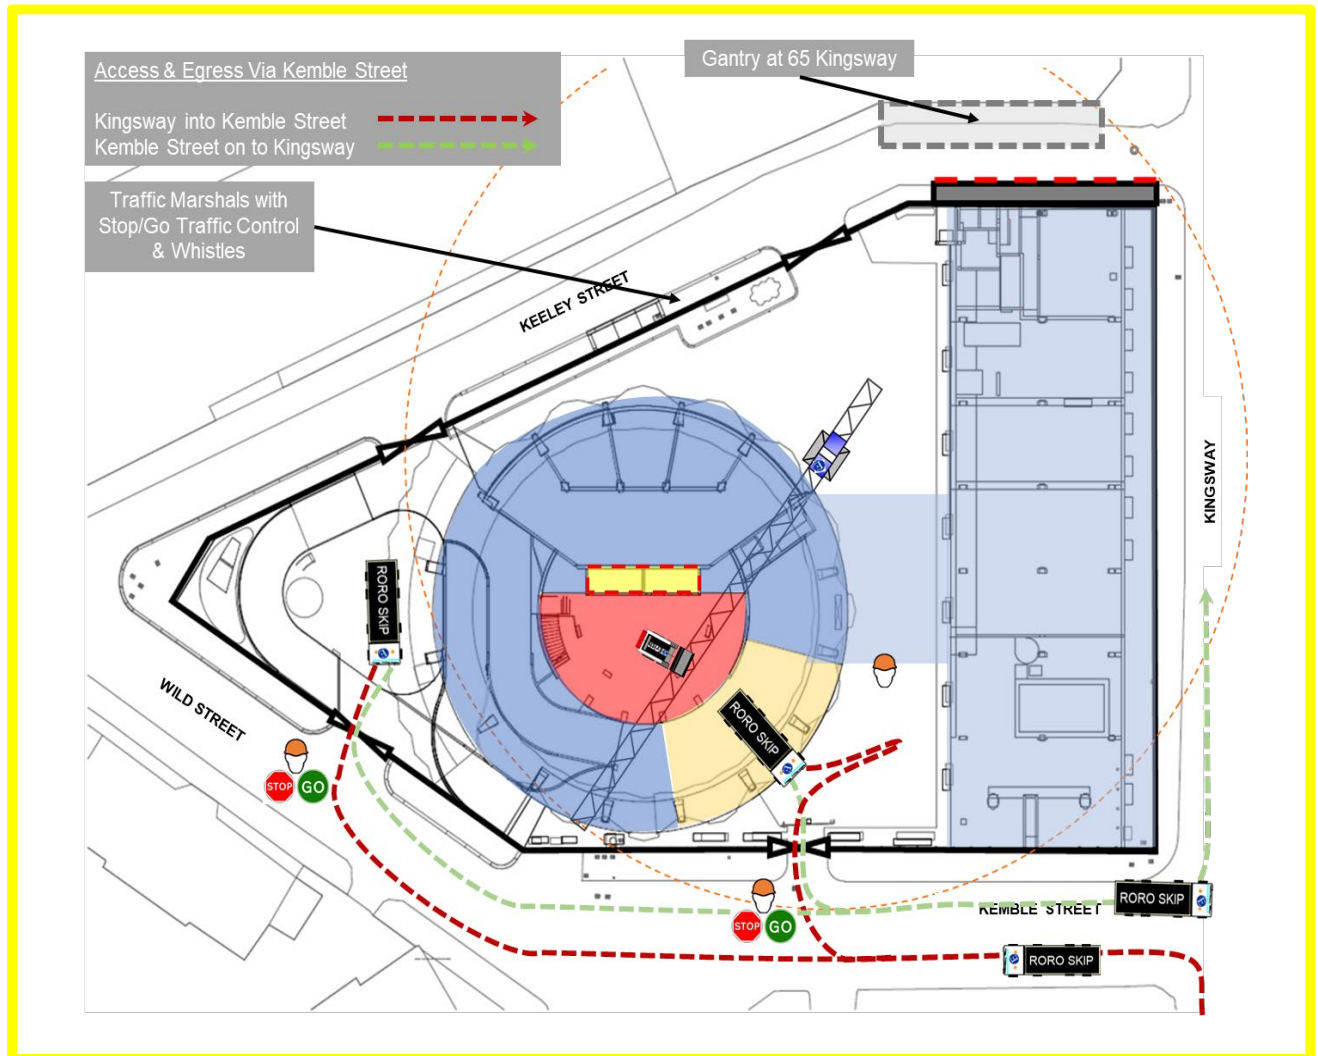 Access & Egress Via Kemble Street
Kingsway into Kemble Street
Kemble Street on to Kingsway
Gantry at 65 Kingsway
Traffic Marshals with
Stop/Go Traffic Control
& Whistles
KEELEY STREET
KINGSWAY
WILD STREET
RORO SKIP
RORO SKIP
STOP
GO
STOP
GO
KEMBLE STREET
RORO SKIP
RORO SKIP